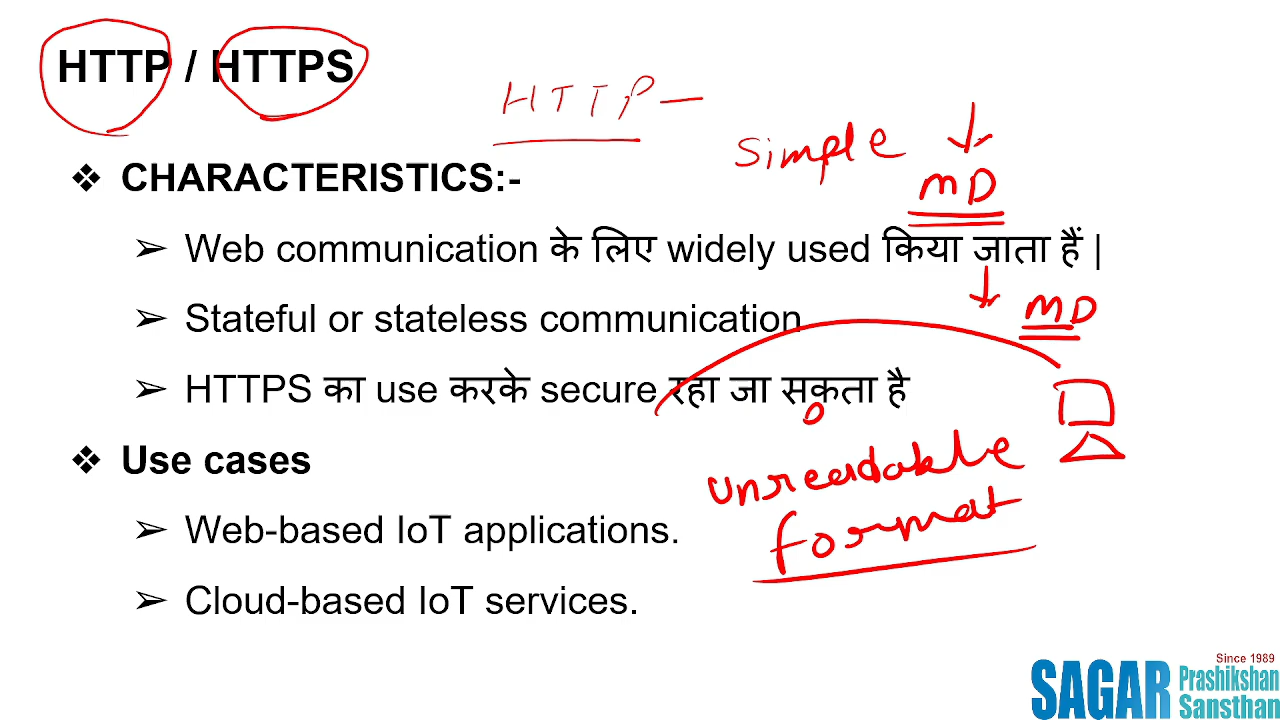 HTTP / HTTPS
HTTP –
Simple
MD
❖ CHARACTERISTICS:-
➢ Web communication के लिए widely used किया जाता हैं |
➢ Stateful or stateless communication
MD
➢ HTTPS का use करके secure रहा जा सकता है
❖ Use cases
unreadable
format
➢ Web-based IoT applications.
➢ Cloud-based IoT services.
Since 1989
SAGAR Prashikshan
Sansthan